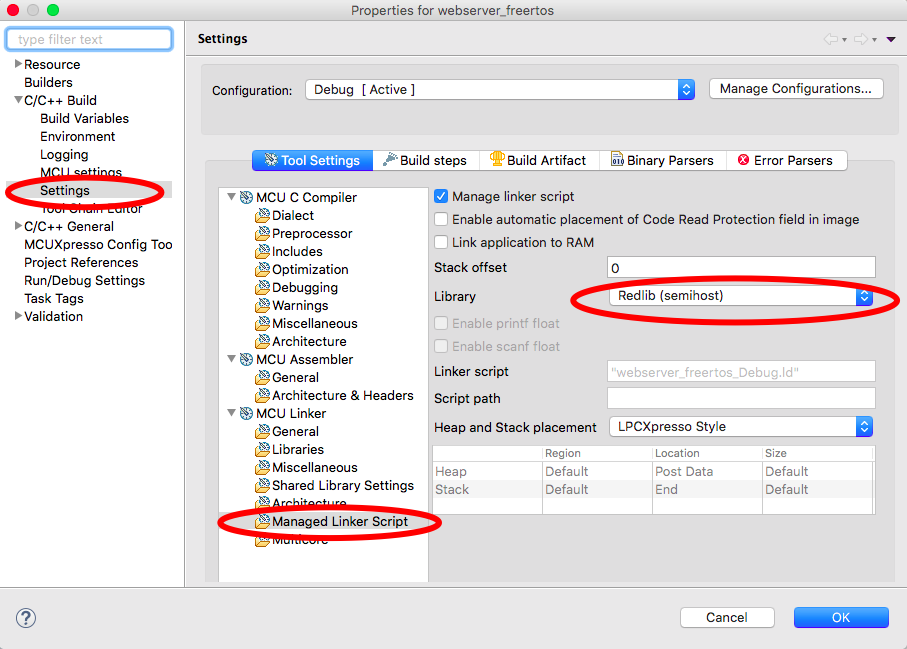 Properties for webserver_freertos
type filter text
Settings
Resource
Builders
C/C++ Build
Build Variables
Environment
Logging
MCU settings
Settings
Tool Chain Editor
C/C++ General
MCUXpresso Config Too
Project References
Run/Debug Settings
Task Tags
Validation
Configuration:
Debug [ Active ]
Manage Configurations...
Tool Settings
Build steps
Build Artifact
Binary Parsers
Error Parsers
MCU C Compiler
Dialect
Preprocessor
Includes
Optimization
Debugging
Warnings
Miscellaneous
Architecture
MCU Assembler
General
Architecture & Headers
MCU Linker
General
Libraries
Miscellaneous
Shared Library Settings
Architecture
Managed Linker Script
Multicore
Manage linker script
Enable automatic placement of Code Read Protection field in image
Link application to RAM
Stack offset 0
Library Redlib (semihost)
Enable printf float
Enable scanf float
Linker script "webserver_freertos_Debug.ld"
Script path
Heap and Stack placement LPCXpresso Style
Region Location Size
Heap Default Post Data Default
Stack Default End Default
?
Cancel
OK